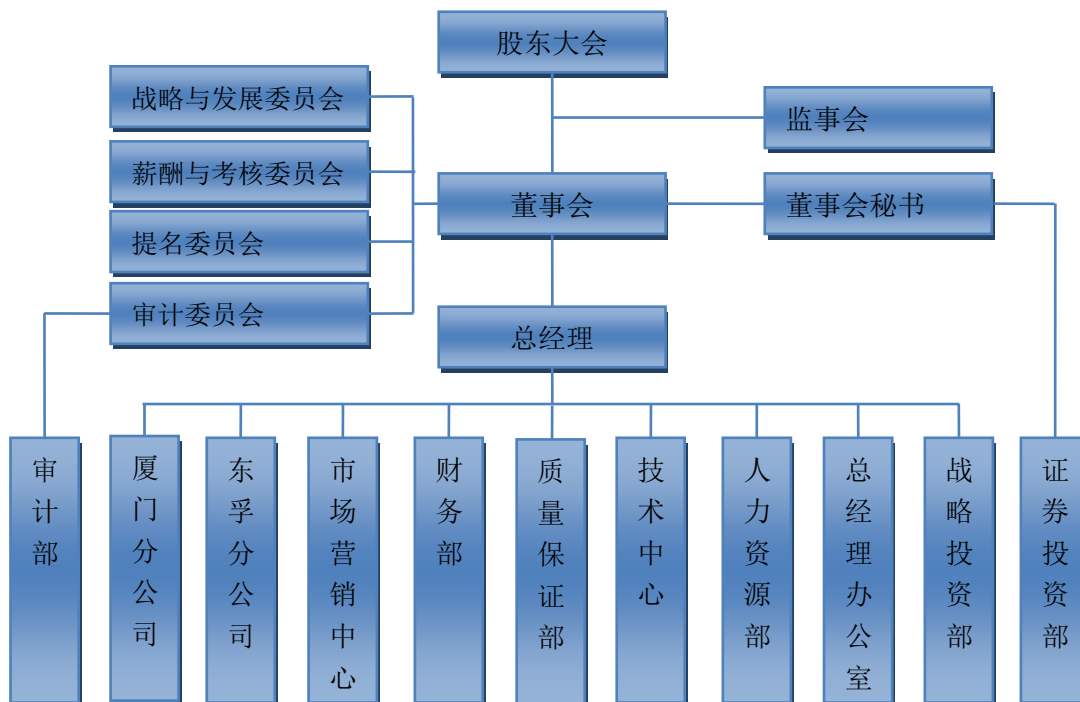 股东大会
战略与发展委员会
监事会
薪酬与考核委员会
董事会
董事会秘书
提名委员会
审计委员会
总经理
审计部
厦门分公司
东孚分公司
市场营销中心
财务部
质量保证部
技术中心
人力资源部
总经理办公室
战略投资部
证券投资部